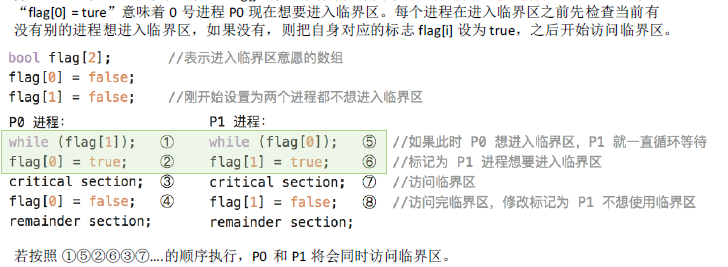 “flag[0] = ture”意味着 0 号进程 P0 现在想要进入临界区。每个进程在进入临界区之前先检查当前有
没有别的进程想进入临界区，如果没有，则把自身对应的标志 flag[i] 设为 true，之后开始访问临界区。
bool flag[2]; //表示进入临界区意愿的数组
flag[0] = false;
flag[1] = false; //刚开始设置为两个进程都不想进入临界区
P0 进程： P1 进程：
while (flag[1]); ① while (flag[0]); ⑤ //如果此时 P0 想进入临界区，P1 就一直循环等待
flag[0] = true; ② flag[1] = true; ⑥ //标记为 P1 进程想要进入临界区
critical section; ③ critical section; ⑦ //访问临界区
flag[0] = false; ④ flag[1] = false; ⑧ //访问完临界区，修改标记为 P1 不想使用临界区
remainder section; remainder section;
若按照 ①⑤②⑥③⑦….的顺序执行，P0 和 P1 将会同时访问临界区。